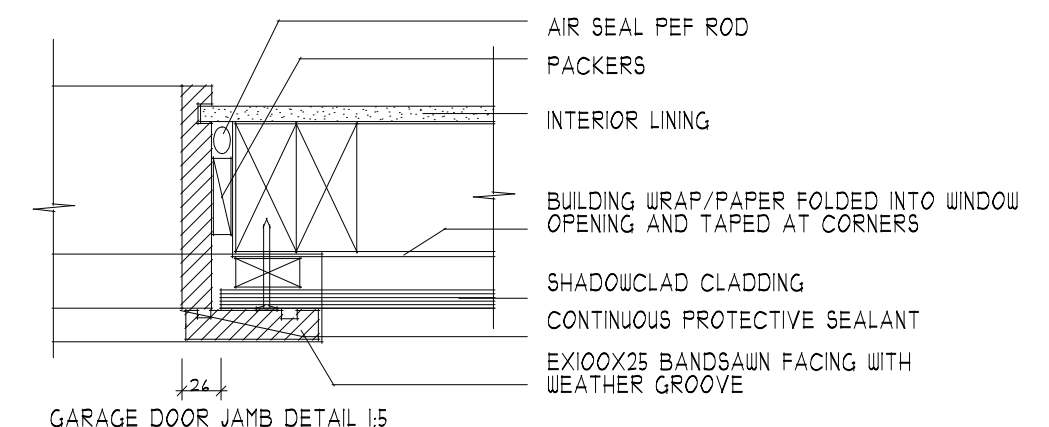 AIR SEAL PEF ROD
PACKERS
INTERIOR LINING
BUILDING WRAP/PAPER FOLDED INTO WINDOW
OPENING AND TAPED AT CORNERS
SHADOWCLAD CLADDING
CONTINUOUS PROTECTIVE SEALANT
EX100X25 BANDSAWN FACING WITH
WEATHER GROOVE
26
GARAGE DOOR JAMB DETAIL 1:5